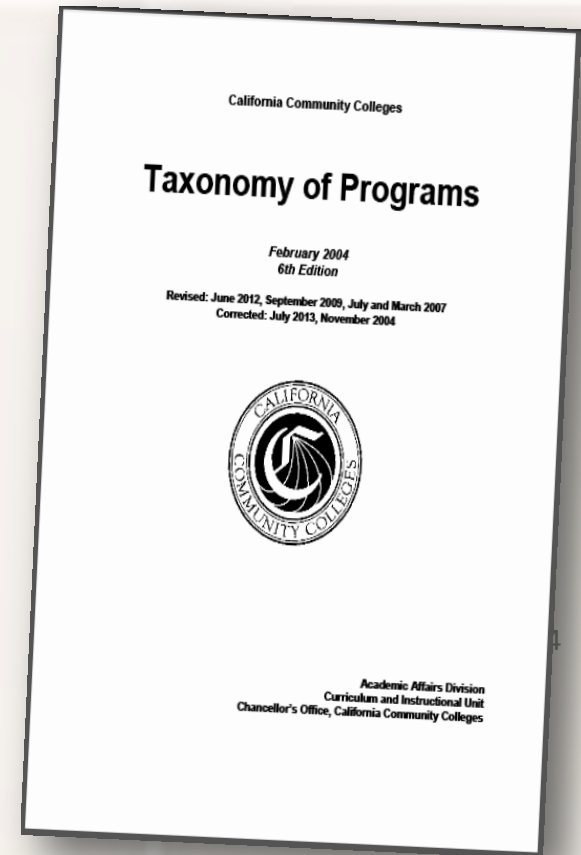 California Community Colleges
Taxonomy of Programs
February 2004
6th Edition
Revised: June 2012, September 2009, July and March 2007
Corrected: July 2013, November 2004
CALIFORNIA
COMMUNITY COLLEGES
4
Academic Affairs Division
Curriculum and Instructional Unit
Chancellor's Office, California Community Colleges